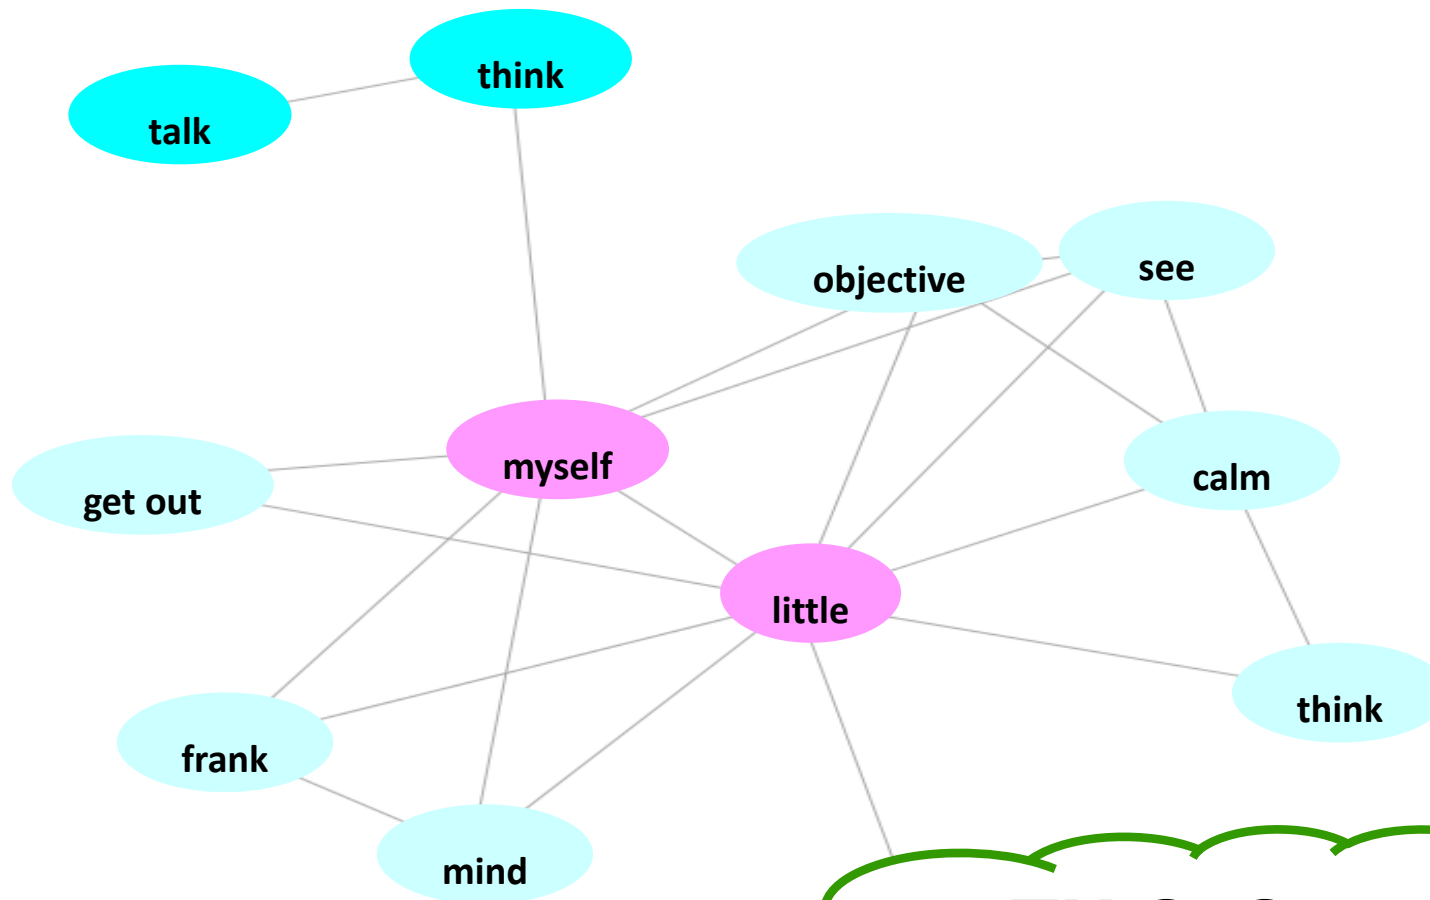 think
talk
objective
see
myself
calm
get out
little
think
frank
mind